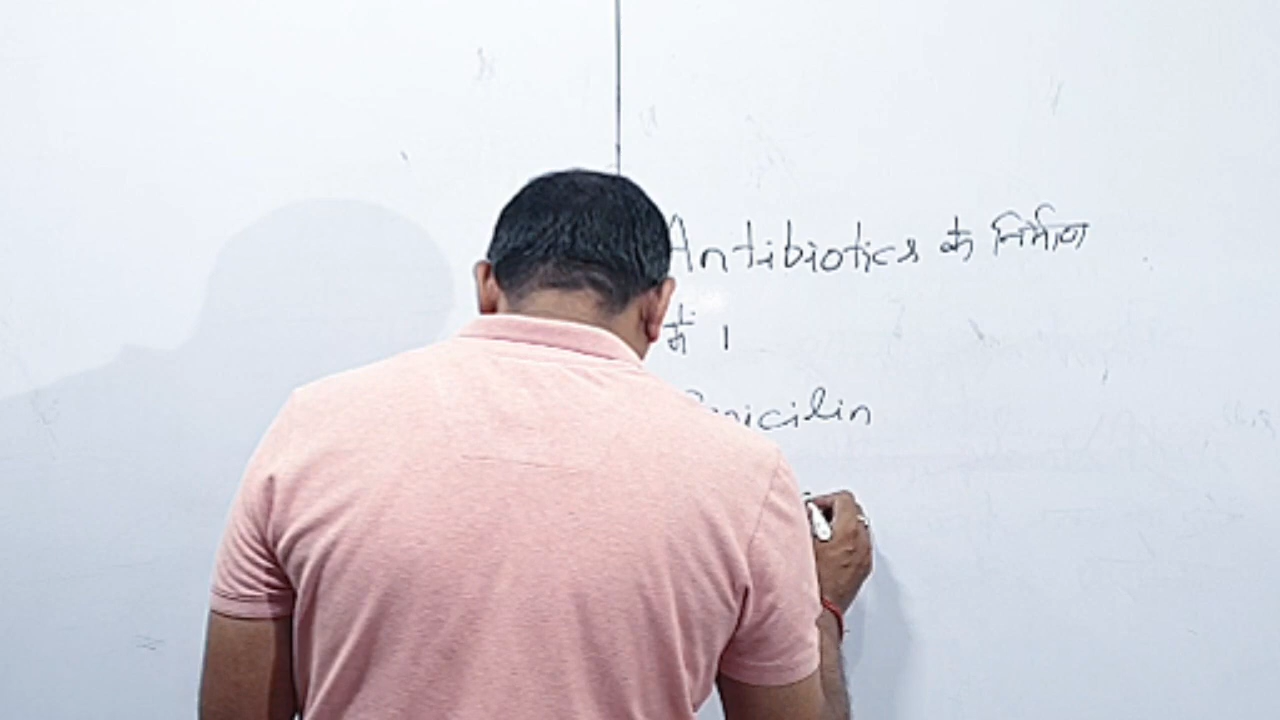 Antibiotics के निर्माण
में ।
Penicilin